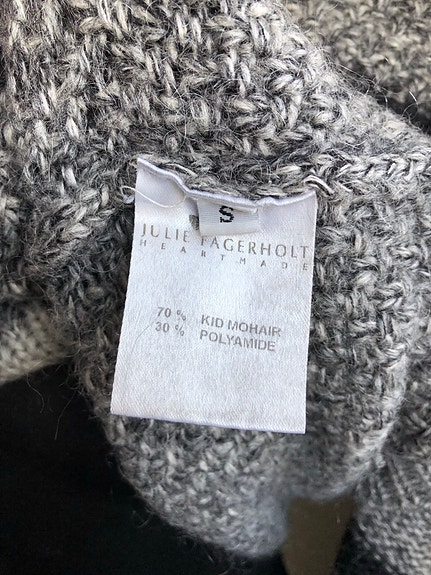 S
JULIE FAGERHOLT
HEARTMADE
70 % KID MOHAIR
30 % POLYAMIDE